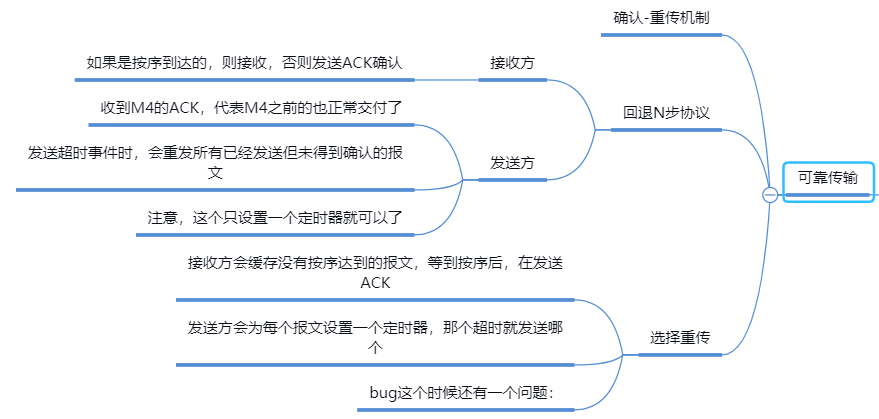 确认-重传机制
如果是按序到达的，则接收，否则发送ACK确认
接收方
收到M4的ACK，代表M4之前的也正常交付了
回退N步协议
发送超时事件时，会重发所有已经发送但未得到确认的报
文
发送方
可靠传输
注意，这个只设置一个定时器就可以了
接收方会缓存没有按序达到的报文，等到按序后，在发送
ACK
发送方会为每个报文设置一个定时器，那个超时就发送哪
个
选择重传
bug这个时候还有一个问题：